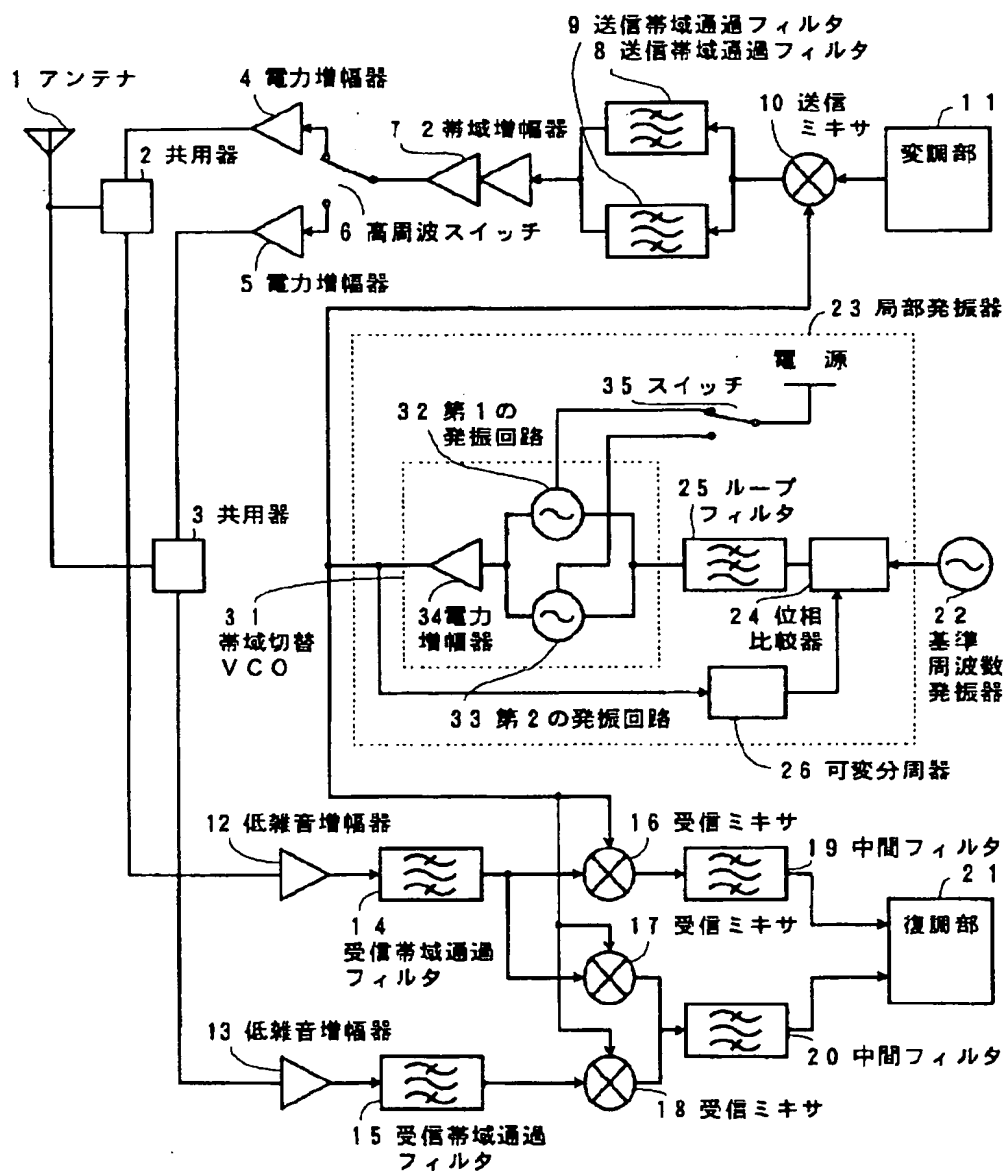 9 送信帯域通過フィルタ
8 送信帯域通過フィルタ
1 アンテナ
4 電力増幅器
10 送信
ミキサ
11
変調部
7 2帯域増幅器
2 共用器
6 高周波スイッチ
5 電力増幅器
23 局部発振器
電 源
35 スイッチ
32 第1の
発振回路
25 ループ
フィルタ
3 共用器
34電力
増幅器
24 位相
比較器
22
基準
周波数
発振器
31
帯域切替
VCO
33 第2の発振回路
26 可変分周器
12 低雑音増幅器
16 受信ミキサ
19 中間フィルタ
21
復調部
14
受信帯域通過
フィルタ
17 受信ミキサ
13 低雑音増幅器
20 中間フィルタ
18 受信ミキサ
15 受信帯域通過
フィルタ